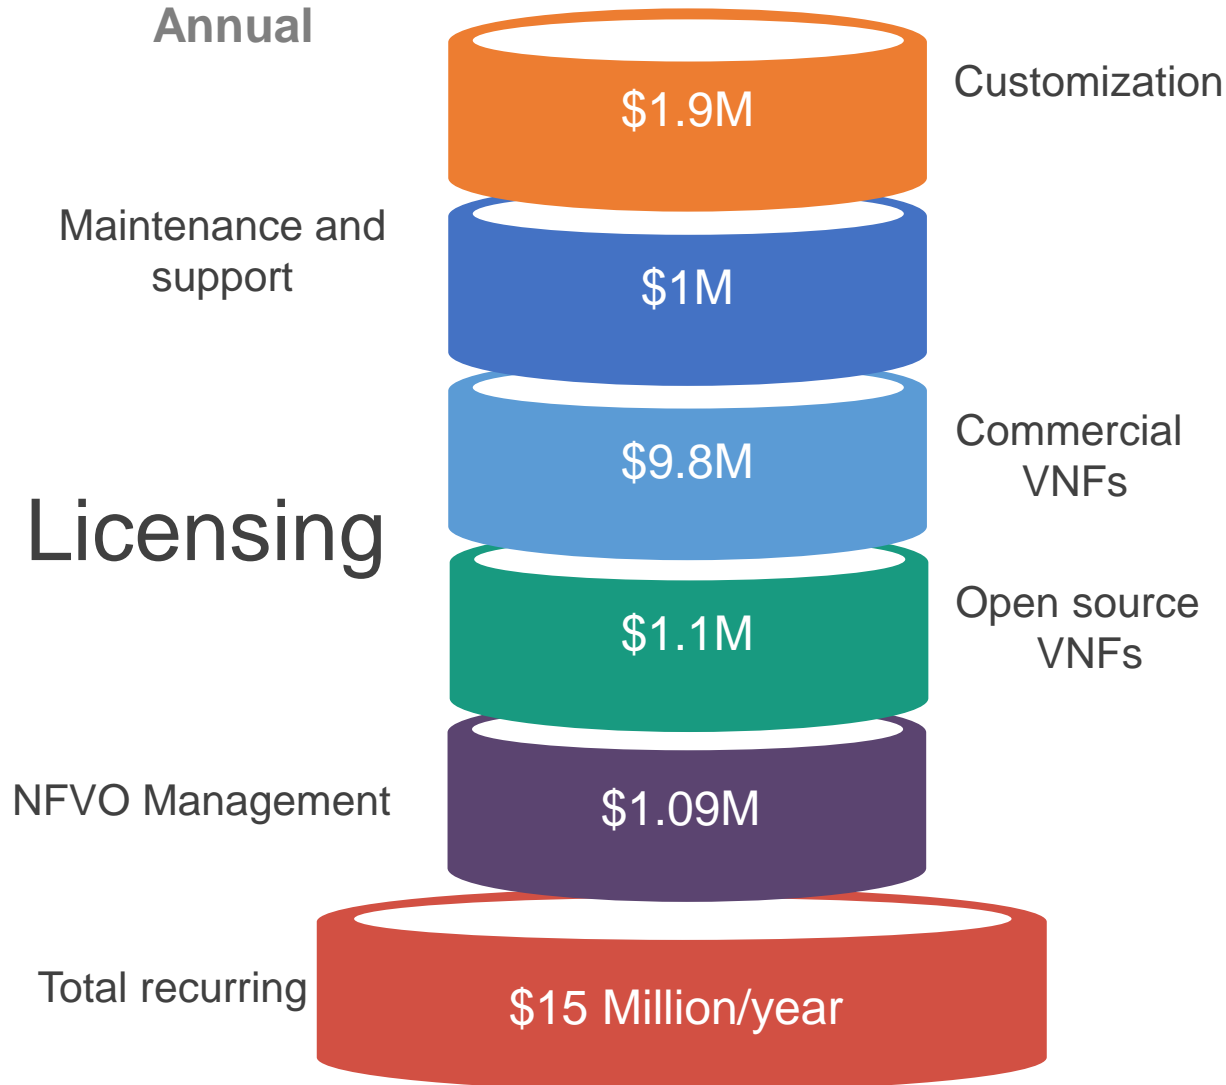 Annual
$1.9M
Customization
Maintenance and
support
$1M
$9.8M
Commercial
VNFs
Licensing
$1.1M
Open source
VNFs
NFVO Management
$1.09M
Total recurring
$15 Million/year